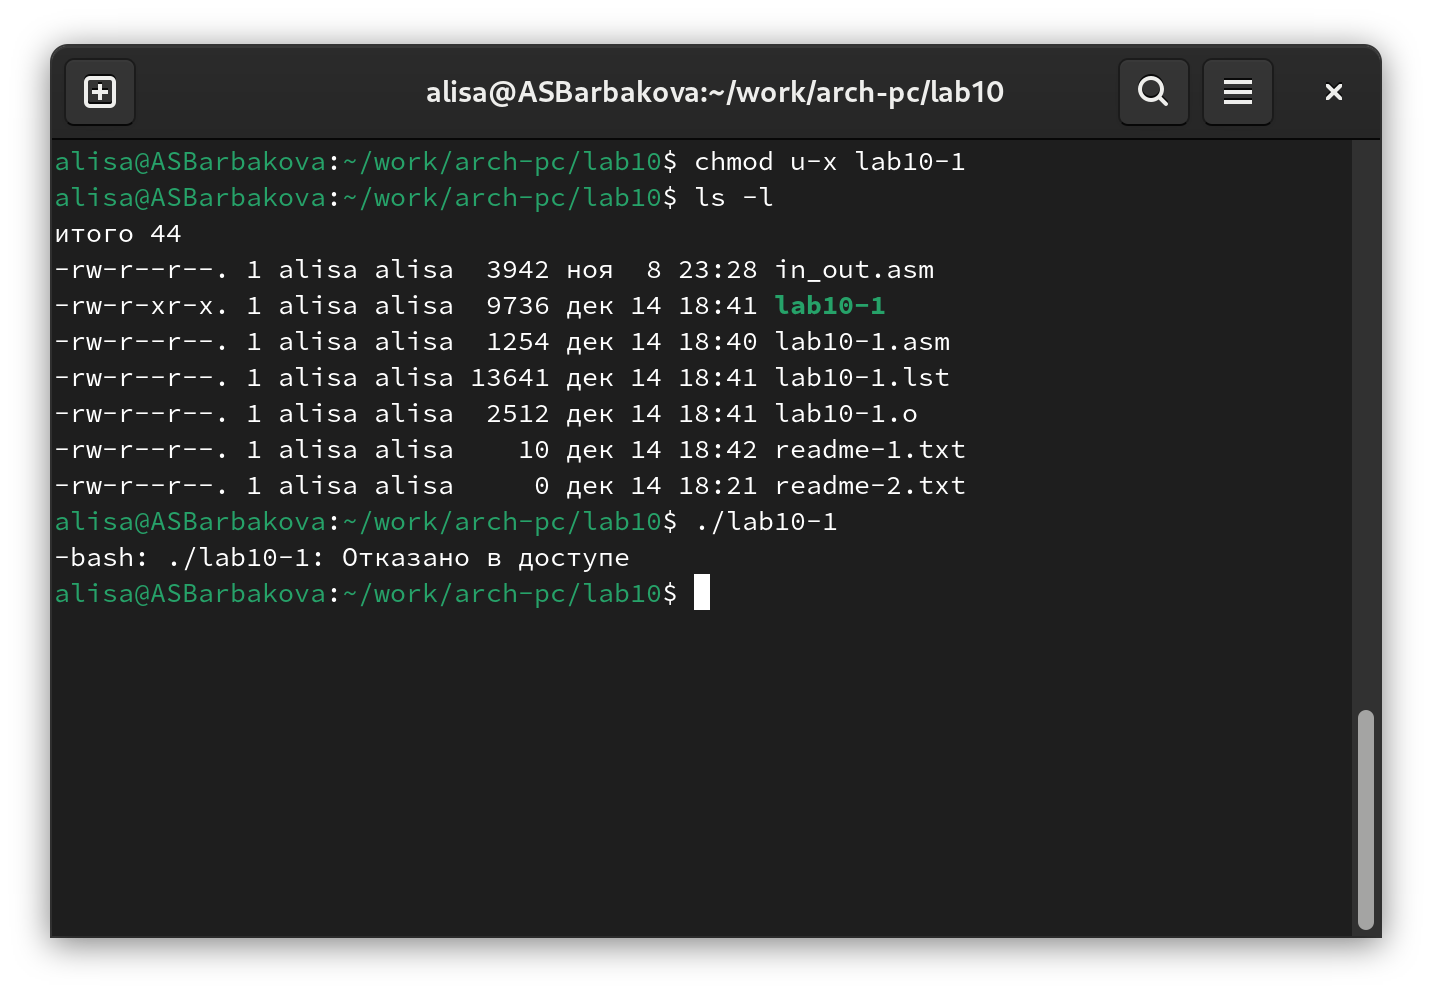 alisa@ASBarbakova:~/work/arch-pc/lab10
alisa@ASBarbakova:~/work/arch-pc/lab10$ chmod u-x lab10-1
alisa@ASBarbakova:~/work/arch-pc/lab10$ ls -l
итого 44
-rw-r--r--. 1 alisa alisa  3942 ноя  8 23:28 in_out.asm
-rw-r-xr-x. 1 alisa alisa  9736 дек 14 18:41 lab10-1
-rw-r--r--. 1 alisa alisa  1254 дек 14 18:40 lab10-1.asm
-rw-r--r--. 1 alisa alisa 13641 дек 14 18:41 lab10-1.lst
-rw-r--r--. 1 alisa alisa  2512 дек 14 18:41 lab10-1.o
-rw-r--r--. 1 alisa alisa    10 дек 14 18:42 readme-1.txt
-rw-r--r--. 1 alisa alisa     0 дек 14 18:21 readme-2.txt
alisa@ASBarbakova:~/work/arch-pc/lab10$ ./lab10-1
-bash: ./lab10-1: Отказано в доступе
alisa@ASBarbakova:~/work/arch-pc/lab10$